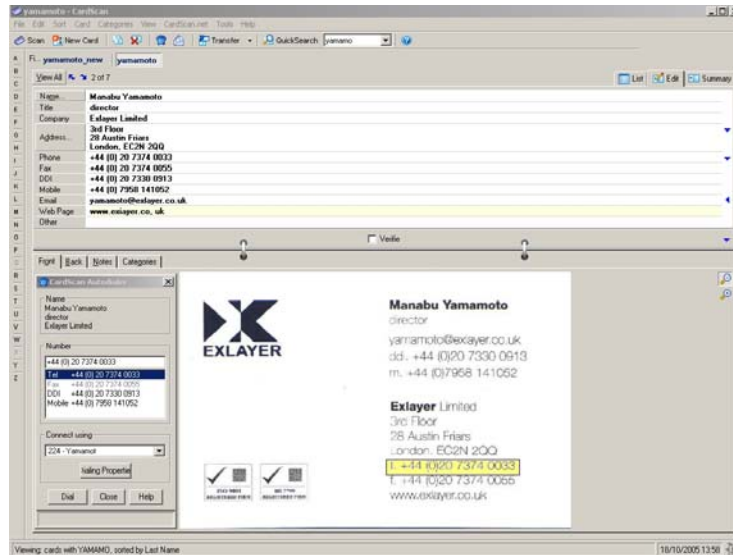 yamamoto - CardScan
File Edit Sort Card Categories View CardScan.net Tools Help
Scan New Card Transfer QuickSearch yamamo
Fi... yamamoto_new yamamoto
View All 2 of 7 List Edit Summary
Name... Manabu Yamamoto
Title director
Company Exlayer Limited
Address... 3rd Floor
28 Austin Friars
London, EC2N 2QQ
Phone +44 (0) 20 7374 0033
Fax +44 (0) 20 7374 0055
DDI +44 (0) 20 7330 0913
Mobile +44 (0) 7958 141052
Email yamamoto@exlayer.co.uk
Web Page www.exlayer.co, uk
Other
Verifie
Front Back Notes Categories
CardScan AutoDialer
Name
Manabu Yamamoto
director
Exlayer Limited
Number
+44 (0) 20 7374 0033
Tel +44 (0) 20 7374 0033
Fax +44 (0) 20 7374 0055
DDI +44 (0) 20 7330 0913
Mobile +44 (0) 7958 141052
Connect using
224 - Yamamot
Dialing Propertie
Dial Close Help
EXLAYER
Manabu Yamamoto
director
yamamoto@exlayer.co.uk
ddi. +44 (0)20 7330 0913
m. +44 (0)7958 141052
Exlayer Limited
3rd Floor
28 Austin Friars
London. EC2N 2QQ
t. +44 (0)20 7374 0033
f. +44 (0)20 7374 0055
www.exlayer.co.uk
Viewing: cards with YAMAMO, sorted by Last Name
18/10/2005 13:58